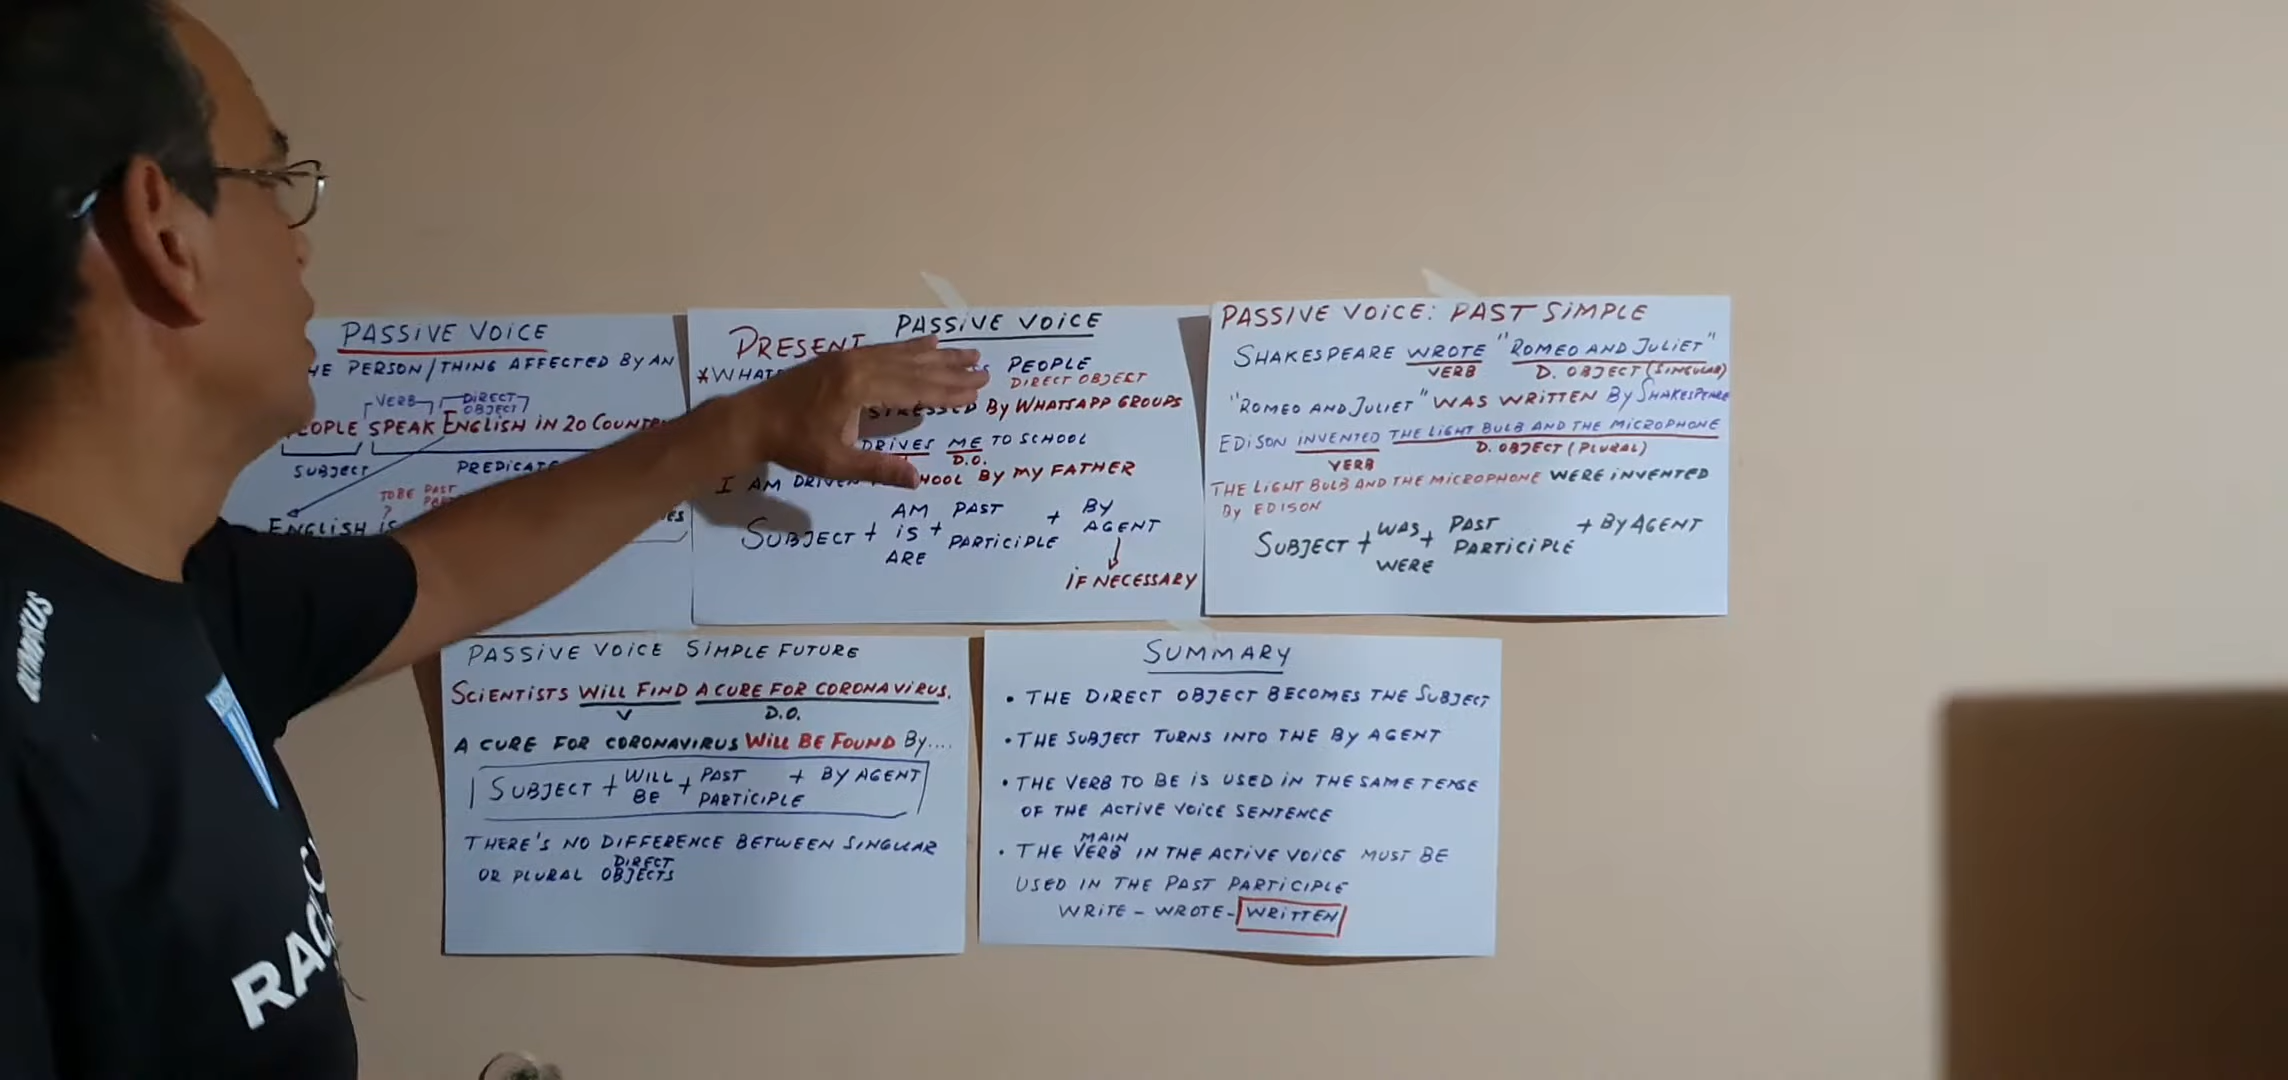 PASSIVE VOICE
HE PERSON/THING AFFECTED BY AN
VERB DIRECT
OBJECT
EOPLE SPEAK ENGLISH IN 20 COUNTR
SUBJECT PREDICATE
TO BE PAST
?
ENGLISH IS
PASSIVE VOICE
PRESENT
*WHATS PEOPLE
DIRECT OBJECT
STRESSED BY WHATSAPP GROUPS
DRIVES ME TO SCHOOL
D.O.
I AM DRIVEN HOOL BY MY FATHER
SUBJECT + AM IS ARE + PAST PARTICIPLE + BY AGENT
IF NECESSARY
PASSIVE VOICE: PAST SIMPLE
SHAKESPEARE WROTE "ROMEO AND JULIET"
VERB D. OBJECT (SINGULAR)
"ROMEO AND JULIET" WAS WRITTEN BY SHAKESPEARE
EDISON INVENTED THE LIGHT BULB AND THE MICROPHONE
VERB D. OBJECT (PLURAL)
THE LIGHT BULB AND THE MICROPHONE WERE INVENTED
BY EDISON
SUBJECT + WAS WERE + PAST PARTICIPLE + BY AGENT
PASSIVE VOICE SIMPLE FUTURE
SCIENTISTS WILL FIND A CURE FOR CORONAVIRUS.
V D.O.
A CURE FOR CORONAVIRUS WILL BE FOUND BY....
SUBJECT + WILL BE + PAST PARTICIPLE + BY AGENT
THERE'S NO DIFFERENCE BETWEEN SINGULAR
OR PLURAL DIRECT OBJECTS
SUMMARY
• THE DIRECT OBJECT BECOMES THE SUBJECT
• THE SUBJECT TURNS INTO THE BY AGENT
• THE VERB TO BE IS USED IN THE SAME TENSE
OF THE ACTIVE VOICE SENTENCE
• THE MAIN VERB IN THE ACTIVE VOICE MUST BE
USED IN THE PAST PARTICIPLE
WRITE - WROTE - WRITTEN